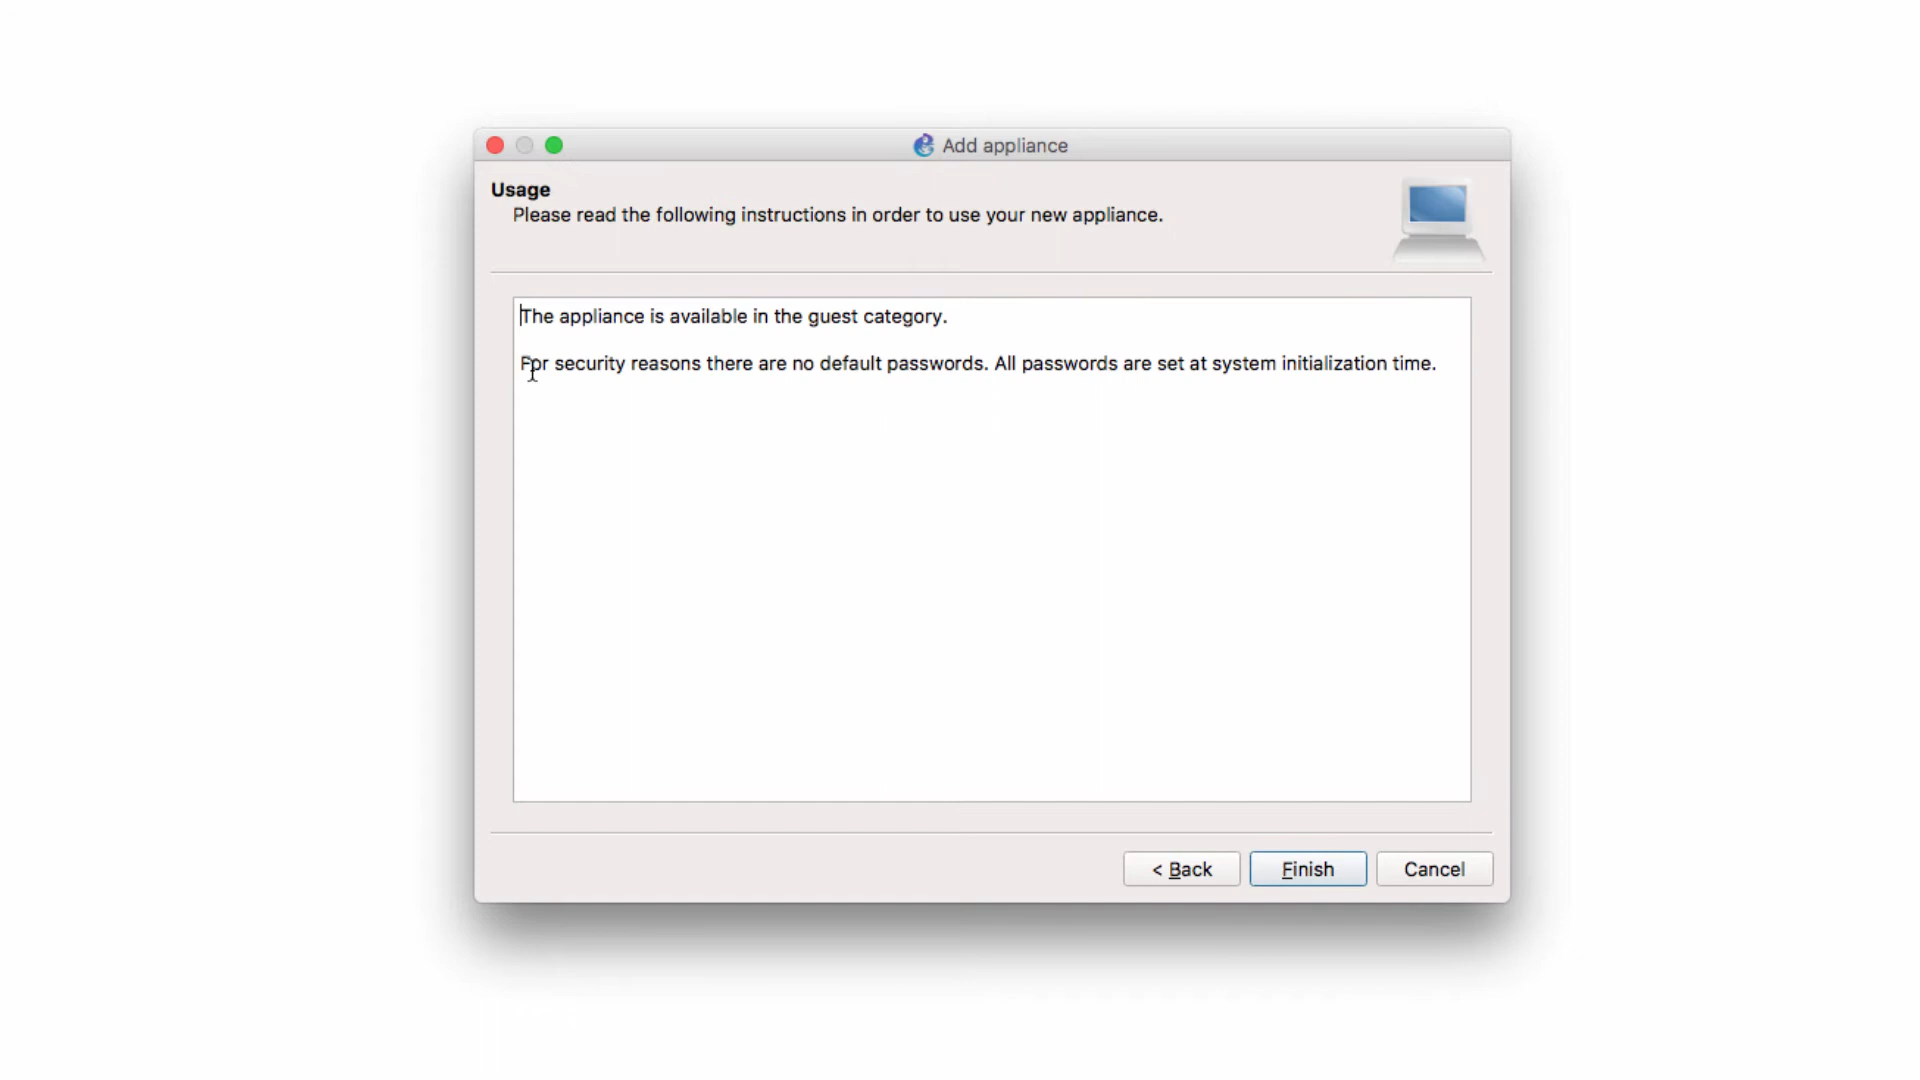 Add appliance
Usage
Please read the following instructions in order to use your new appliance.
The appliance is available in the guest category.
For security reasons there are no default passwords. All passwords are set at system initialization time.
< Back
Finish
Cancel